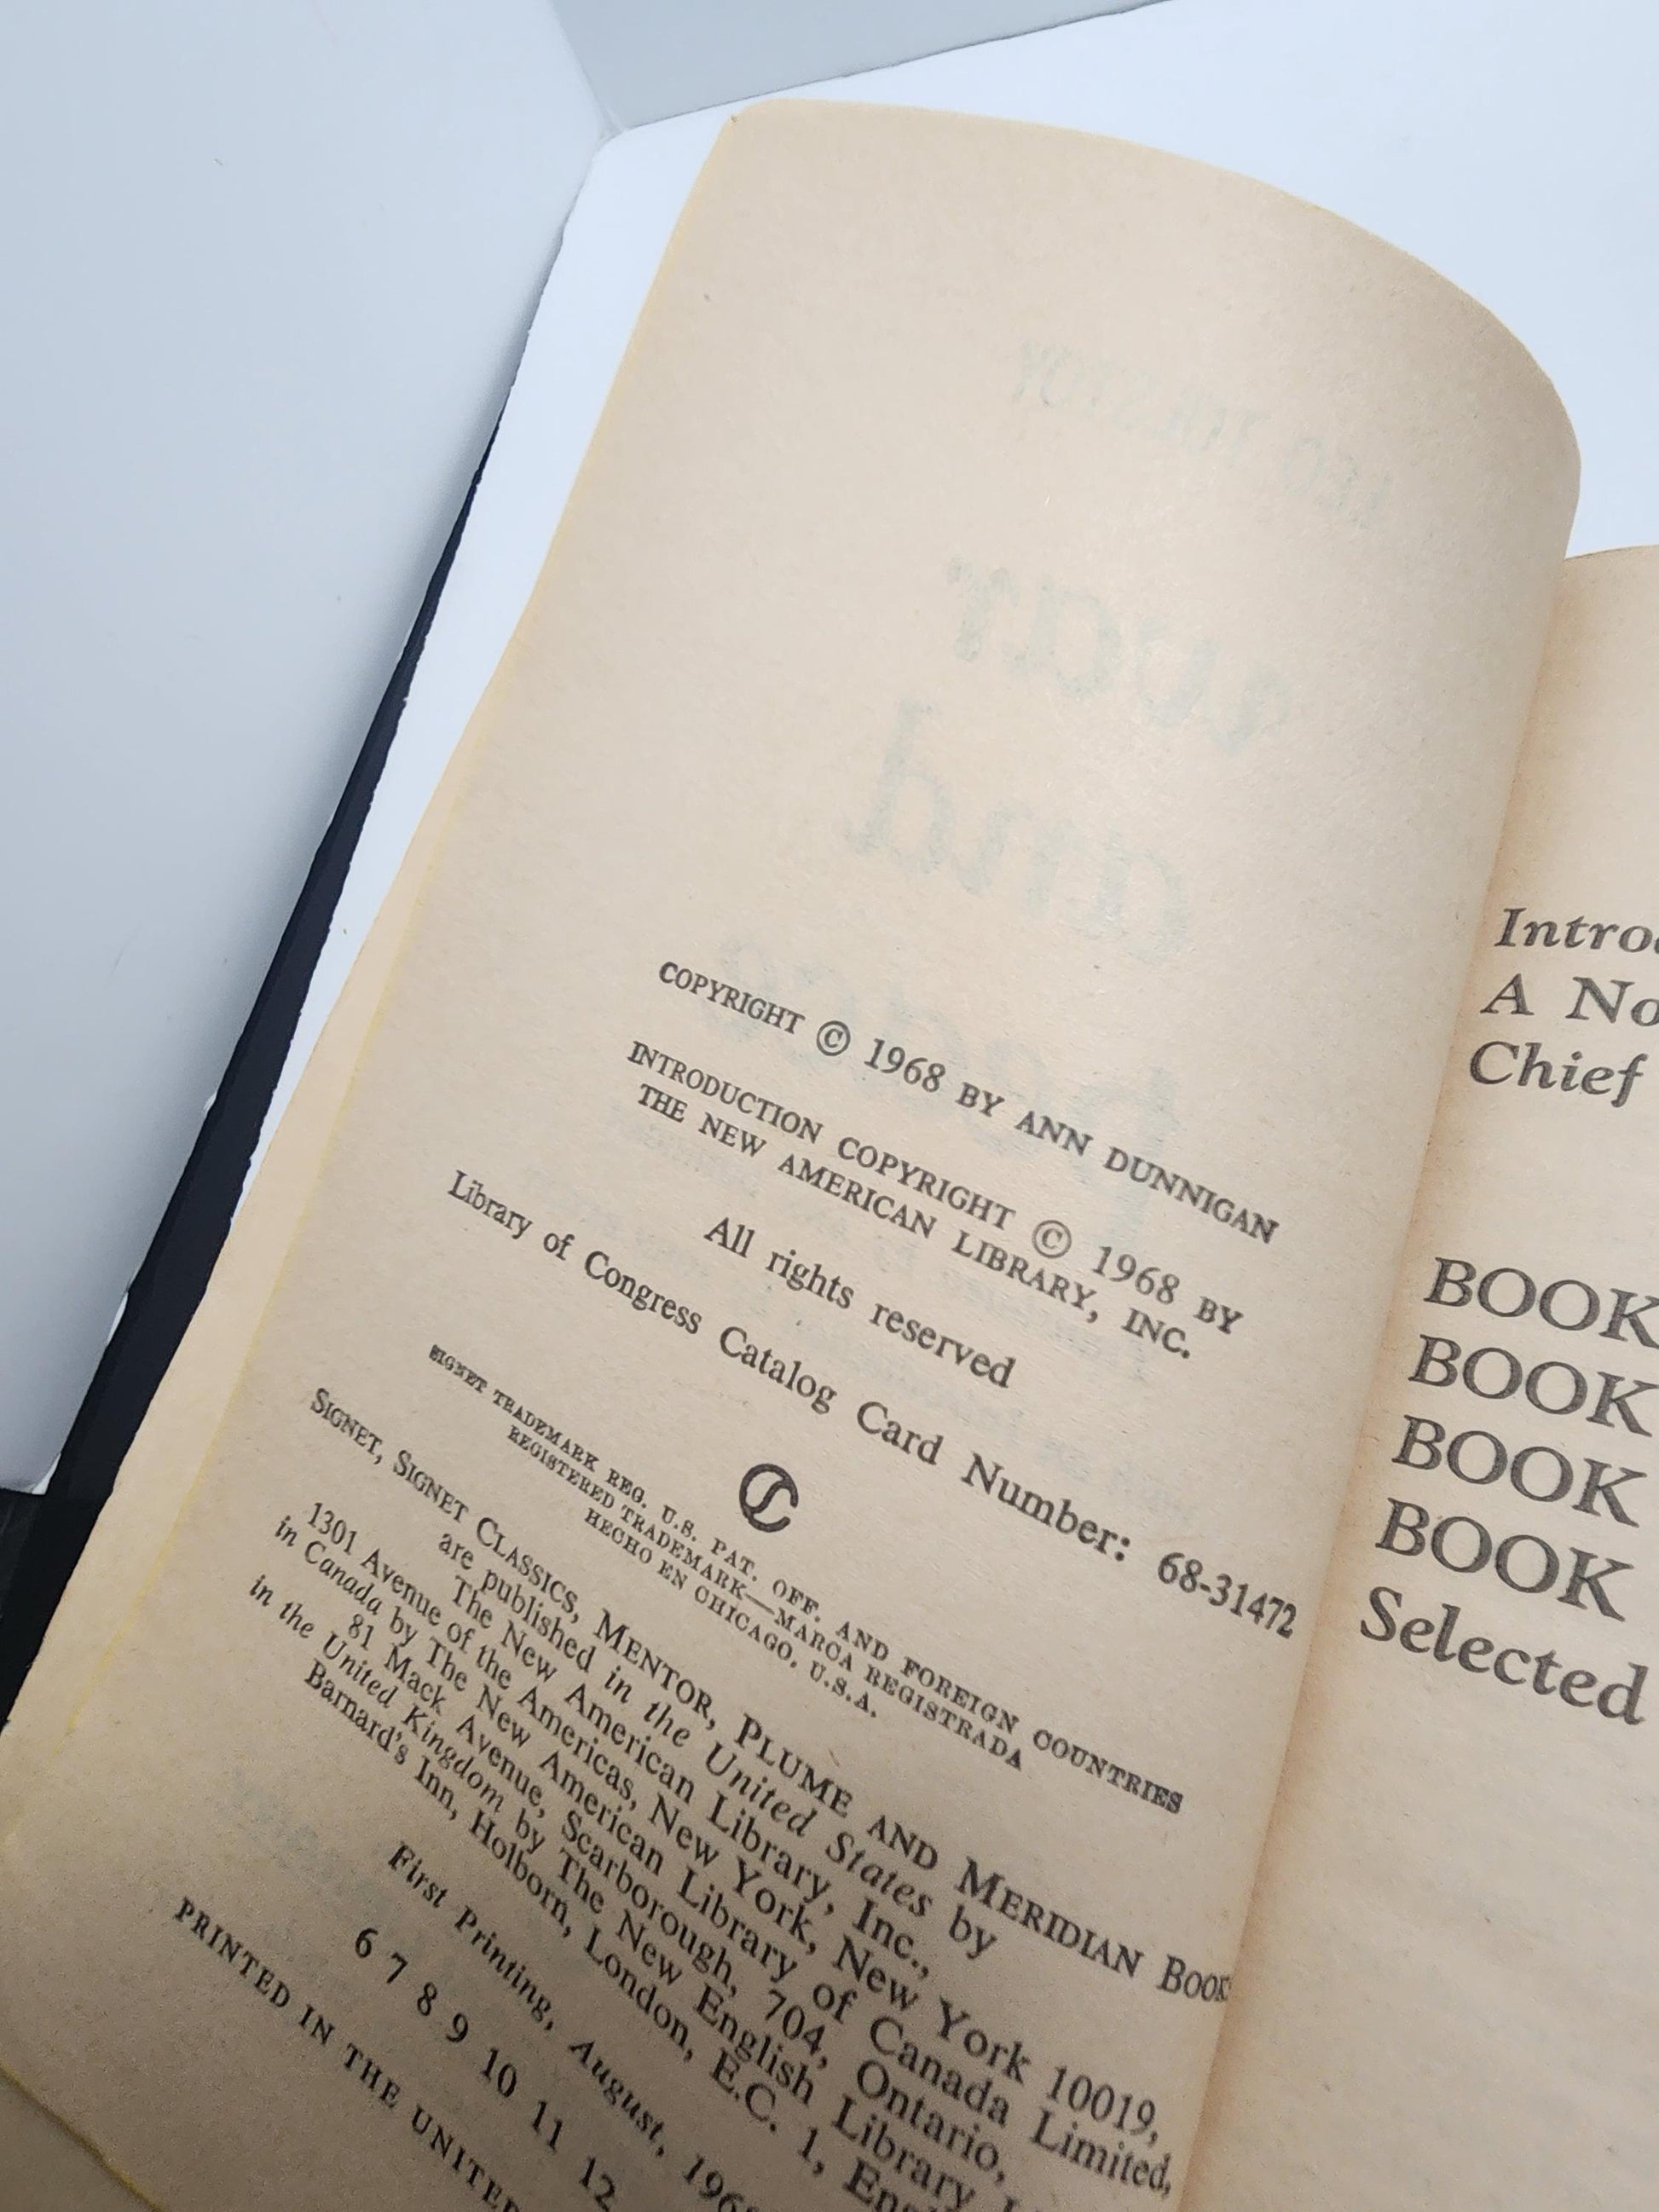 COPYRIGHT © 1968 BY ANN DUNNIGAN
INTRODUCTION COPYRIGHT © 1968 BY
THE NEW AMERICAN LIBRARY, INC.
All rights reserved
Library of Congress Catalog Card Number: 68-31472
SIGNET TRADEMARK REG. U.S. PAT. OFF. AND FOREIGN COUNTRIES
REGISTERED TRADEMARK—MARCA REGISTRADA
HECHO EN CHICAGO, U.S.A.
SIGNET, SIGNET CLASSICS, MENTOR, PLUME AND MERIDIAN BOOK
are published in the United States by
The New American Library, Inc.,
1301 Avenue of the Americas, New York, New York 10019,
in Canada by The New American Library of Canada Limited,
81 Mack Avenue, Scarborough, 704, Ontario,
in the United Kingdom by The New English Library
Barnard's Inn, Holborn, London, E.C. 1, Eng
First Printing, August, 1968
6 7 8 9 10 11 12
PRINTED IN THE UNITED
Intro
A No
Chief
BOOK
BOOK
BOOK
BOOK
Selected